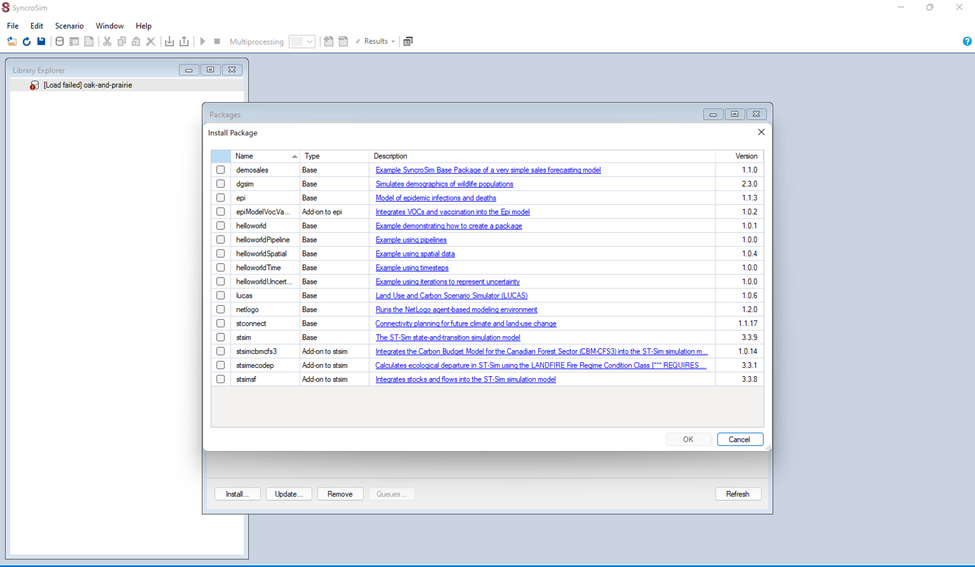 SyncroSim
File Edit Scenario Window Help
Multiprocessing Results
Library Explorer
[Load failed] oak-and-prairie
Packages
Install Package
Name Type Description Version
demosales Base Example SyncroSim Base Package of a very simple sales forecasting model 1.1.0
dgsim Base Simulates demographics of wildlife populations 2.3.0
epi Base Model of epidemic infections and deaths 1.1.3
epiModelVocVa... Add-on to epi Integrates VOCs and vaccination into the Epi model 1.0.2
helloworld Base Example demonstrating how to create a package 1.0.1
helloworldPipeline Base Example using pipelines 1.0.0
helloworldSpatial Base Example using spatial data 1.0.4
helloworldTime Base Example using timesteps 1.0.0
helloworldUncert... Base Example using iterations to represent uncertainty 1.0.0
lucas Base Land Use and Carbon Scenario Simulator (LUCAS) 1.0.6
netlogo Base Runs the NetLogo agent-based modeling environment 1.2.0
stconnect Base Connectivity planning for future climate and land-use change 1.1.17
stsim Base The ST-Sim state-and-transition simulation model 3.3.9
stsimcbmcfs3 Add-on to stsim Integrates the Carbon Budget Model for the Canadian Forest Sector (CBM-CFS3) into the ST-Sim simulation m... 1.0.14
stsimecodep Add-on to stsim Calculates ecological departure in ST-Sim using the LANDFIRE Fire Regime Condition Class [*** REQUIRES ... 3.3.1
stsimsf Add-on to stsim Integrates stocks and flows into the ST-Sim simulation model 3.3.8
OK Cancel
Install... Update... Remove Queues... Refresh